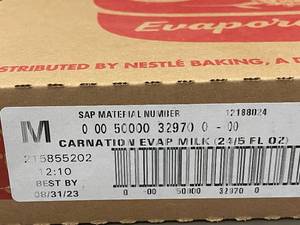 Evapor
DISTRIBUTED BY NESTLÉ BAKING, A D
SAP MATERIAL NUMBER 12188024
M 0 00 50000 32970 0 - 00
CARNATION EVAP MILK (24/5 FL OZ)
215855202
12:10
BEST BY
08/31/23
0 00 50000 32970 0